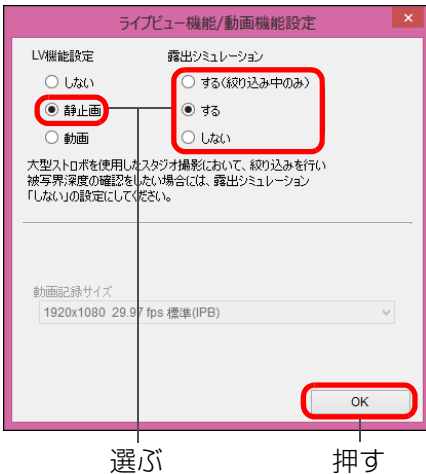 ライブビュー機能/動画機能設定
×
LV機能設定
露出シミュレーション
しない
する(絞り込み中のみ)
静止画
する
動画
しない
大型ストロボを使用したスタジオ撮影において、絞り込みを行い
被写界深度の確認をしたい場合には、露出シミュレーション
「しない」の設定にしてください。
動画記録サイズ
1920x1080 29.97 fps 標準(IPB)
OK
選ぶ
押す